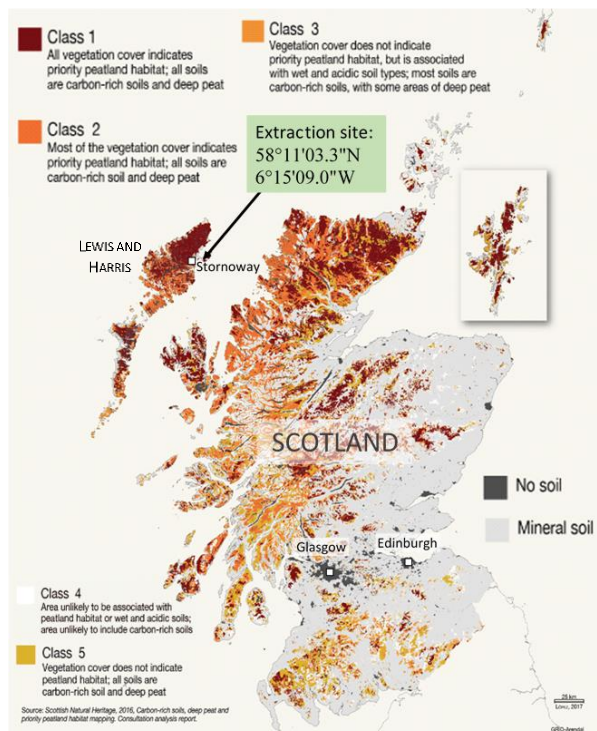 Class 1
All vegetation cover indicates
priority peatland habitat; all soils
are carbon-rich soils and deep peat
Class 3
Vegetation cover does not indicate
priority peatland habitat, but is associated
with wet and acidic soil types; most soils are
carbon-rich soils, with some areas of deep peat
Class 2
Most of the vegetation cover indicates
priority peatland habitat; all soils are
carbon-rich soil and deep peat
Extraction site:
58°11'03.3"N
6°15'09.0"W
LEWIS AND
HARRIS
Stornoway
SCOTLAND
No soil
Mineral soil
Glasgow
Edinburgh
Class 4
Area unlikely to be associated with
peatland habitat or wet and acidic soils;
area unlikely to include carbon-rich soils
Class 5
Vegetation cover does not indicate
peatland habitat; all soils are
carbon-rich soil and deep peat
Source: Scottish Natural Heritage, 2016, Carbon-rich soils, deep peat and
priority peatland habitat mapping. Consultation analysis report.
25 km
LOPEZ, 2017
GRID-Arendal